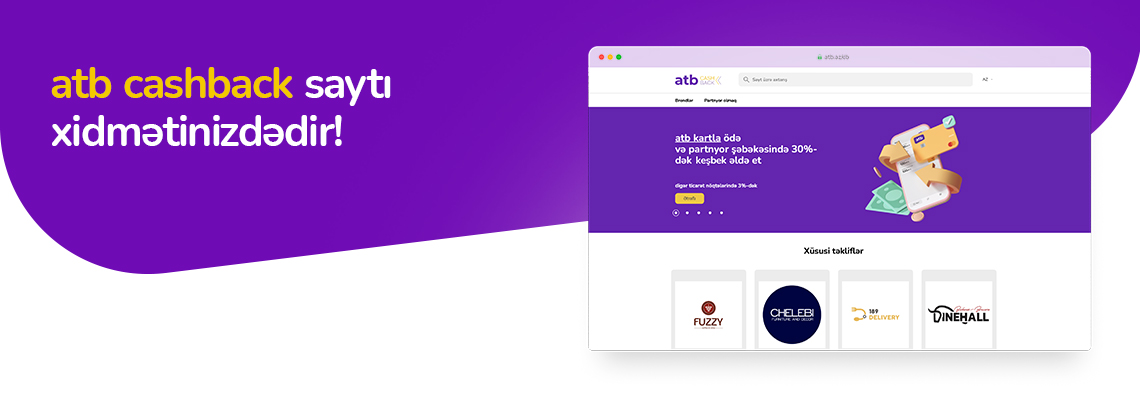 atb cashback saytı
xidmətinizdədir!
atb.az/cb
atb CASH BACK
Sayt üzrə axtarış
AZ
Brendlər Partnyor olmaq
atb kartla ödə
və partnyor şəbəkəsində 30%-
dək keşbek əldə et
digər ticarət nöqtələrində 3%-dək
Ətraflı
Xüsusi təkliflər
FUZZY
CHELEBI
FURNITURE AND DECOR
189
DELIVERY
DINEHALL